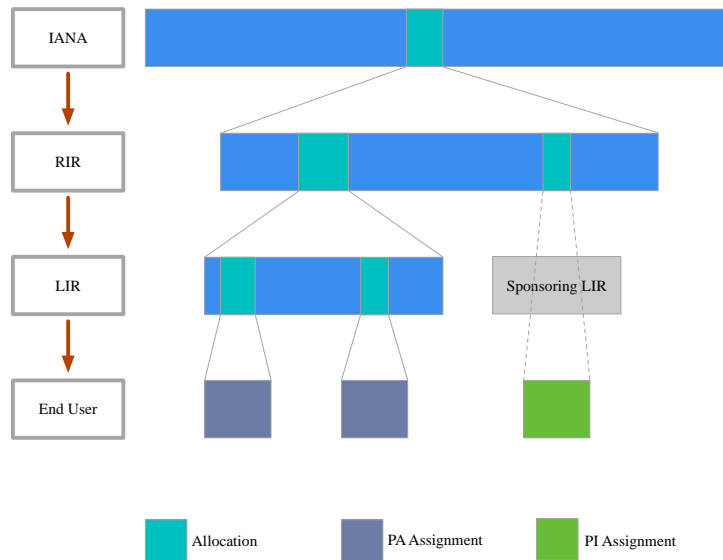 IANA
RIR
LIR
Sponsoring LIR
End User
Allocation
PA Assignment
PI Assignment